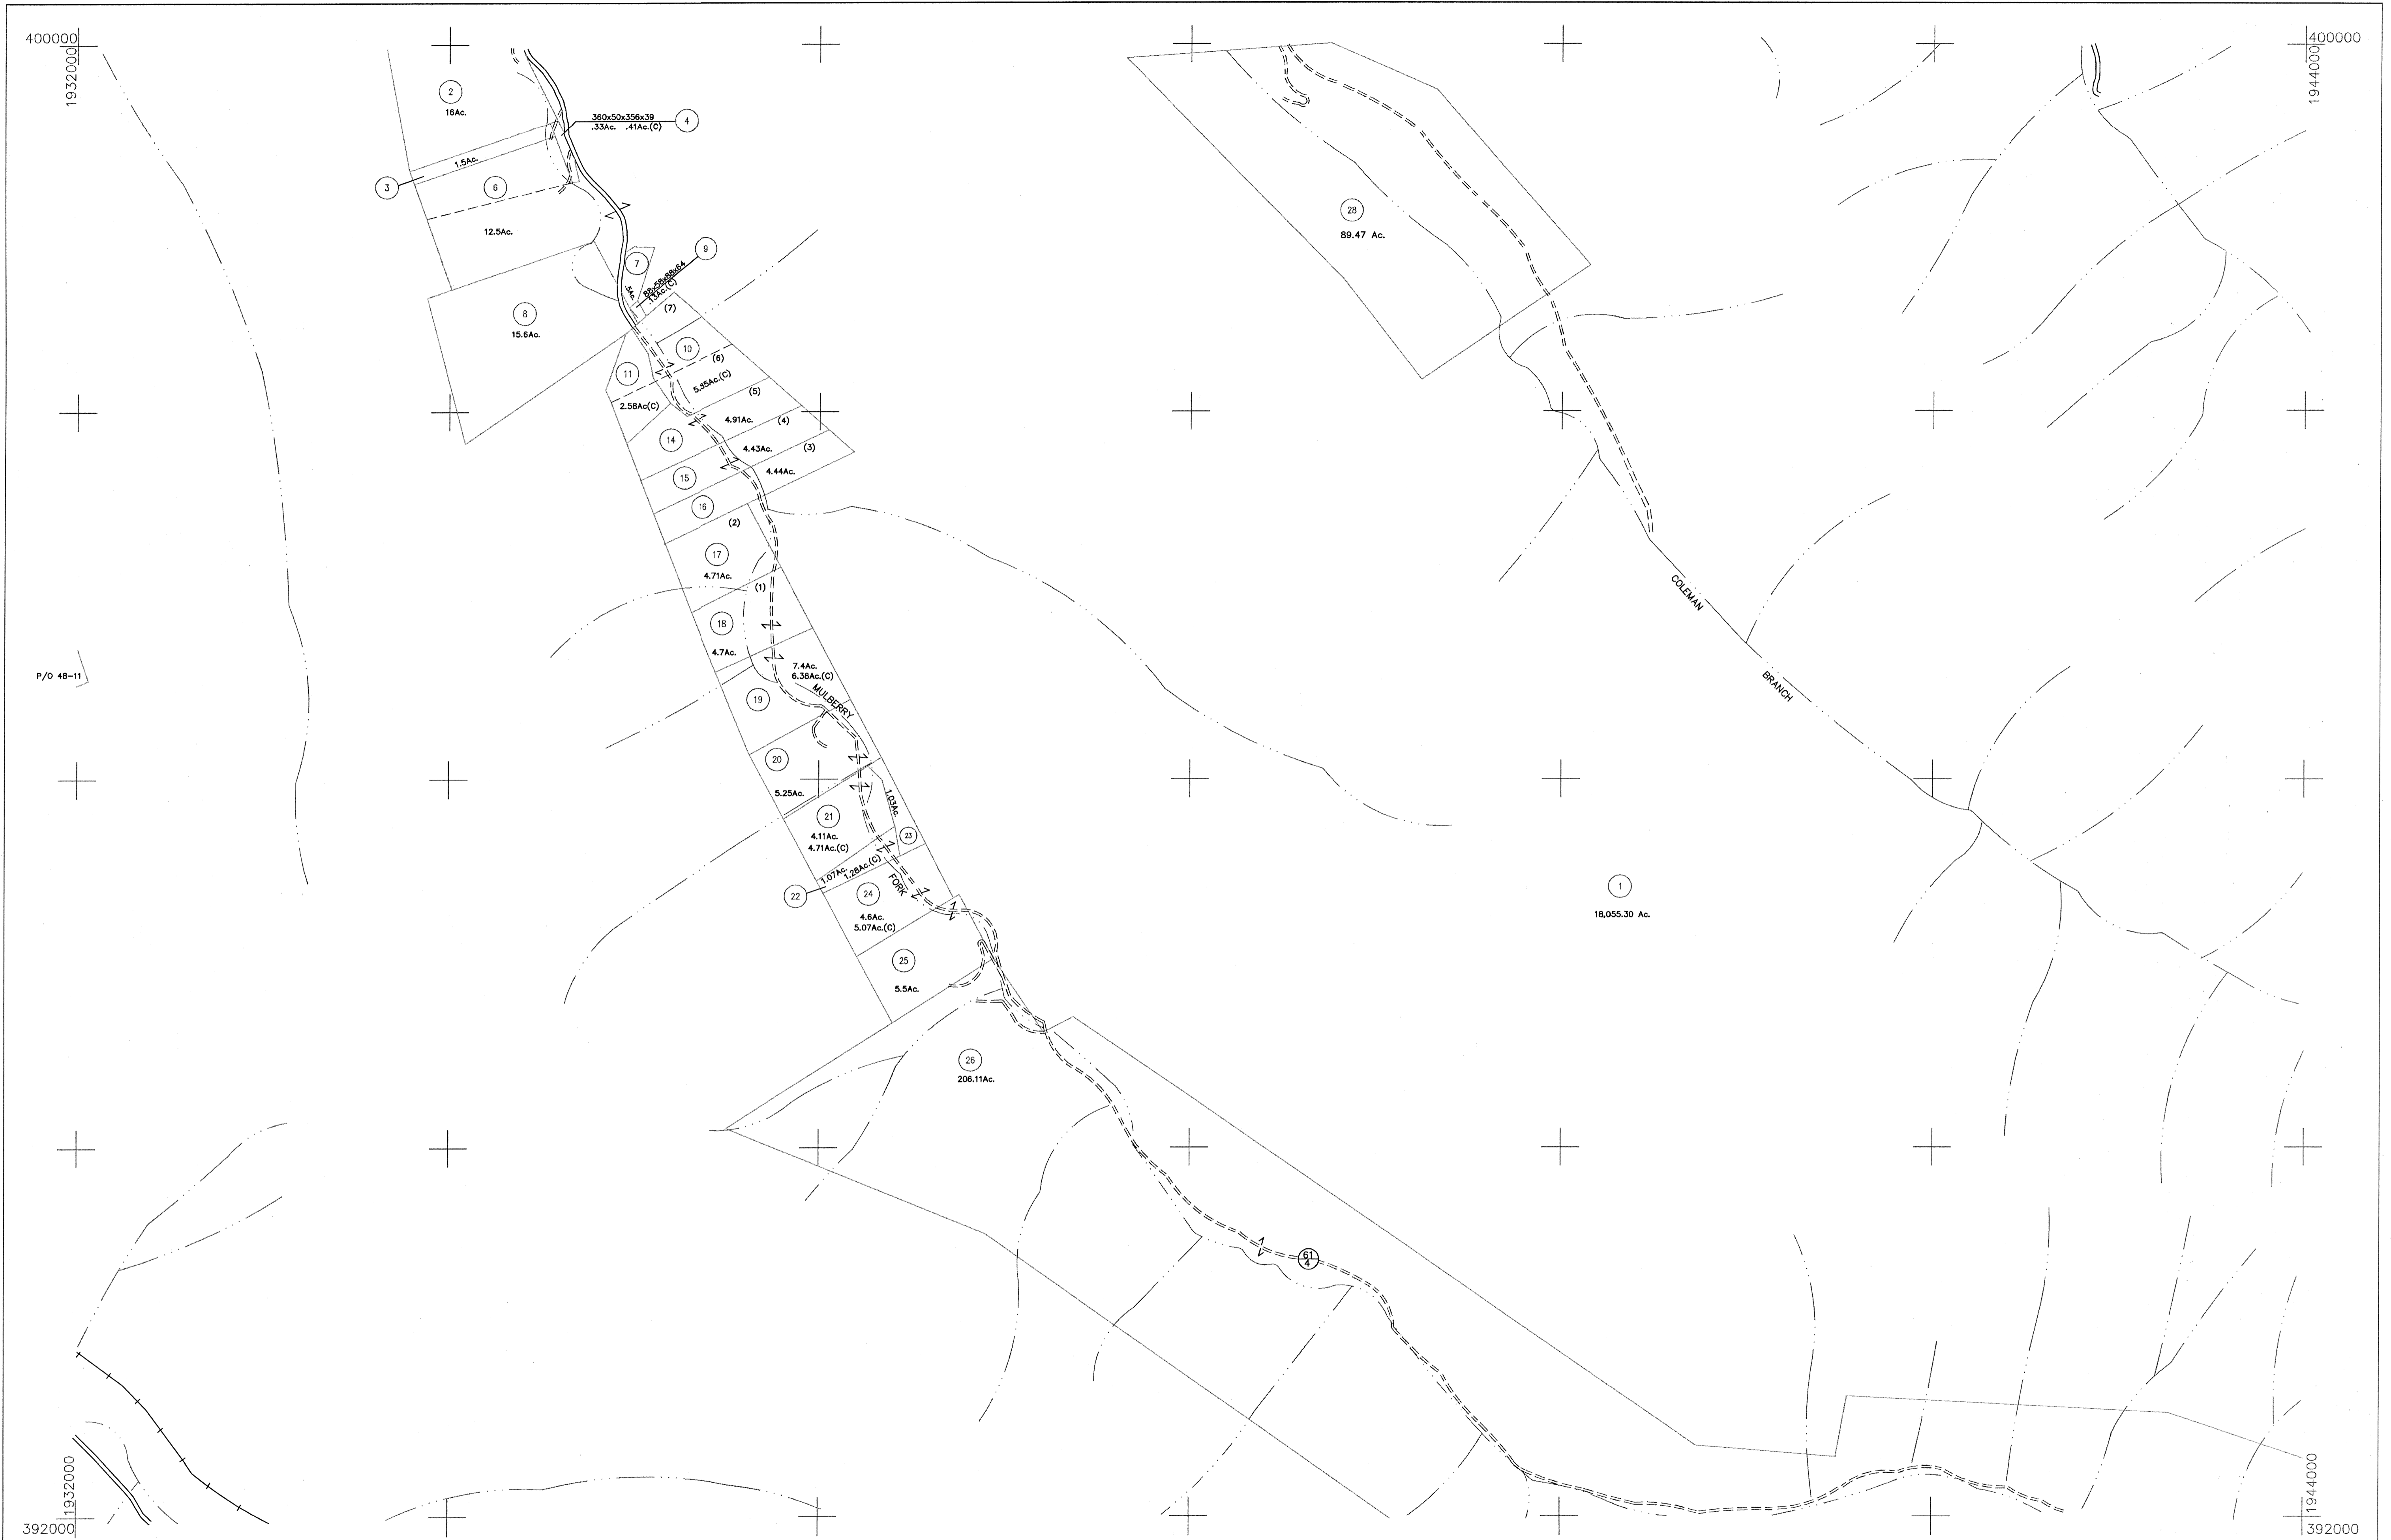 400000
1932000
400000
1944000
2
16Ac.
360x50x356x39
.33Ac. .41Ac.(C)
4
1.5Ac.
3
6
12.5Ac.
28
89.47 Ac.
7
.5Ac.
9
88x58x88x64
.13Ac.(C)
(7)
8
15.6Ac.
10
(6)
5.85Ac.(C)
11
2.58Ac(C)
(5)
4.91Ac.
14
(4)
4.43Ac.
(3)
15
4.44Ac.
16
(2)
17
4.71Ac.
(1)
18
4.7Ac.
COLEMAN
BRANCH
P/O 48-11
7.4Ac.
6.38Ac.(C)
MULBERRY
19
20
5.25Ac.
1.03Ac.
21
4.11Ac.
4.71Ac.(C)
23
1.07Ac.
1.28Ac.(C)
22
FORK
24
4.6Ac.
5.07Ac.(C)
1
18,055.30 Ac.
25
5.5Ac.
26
206.11Ac.
61
4
1932000
392000
1944000
392000